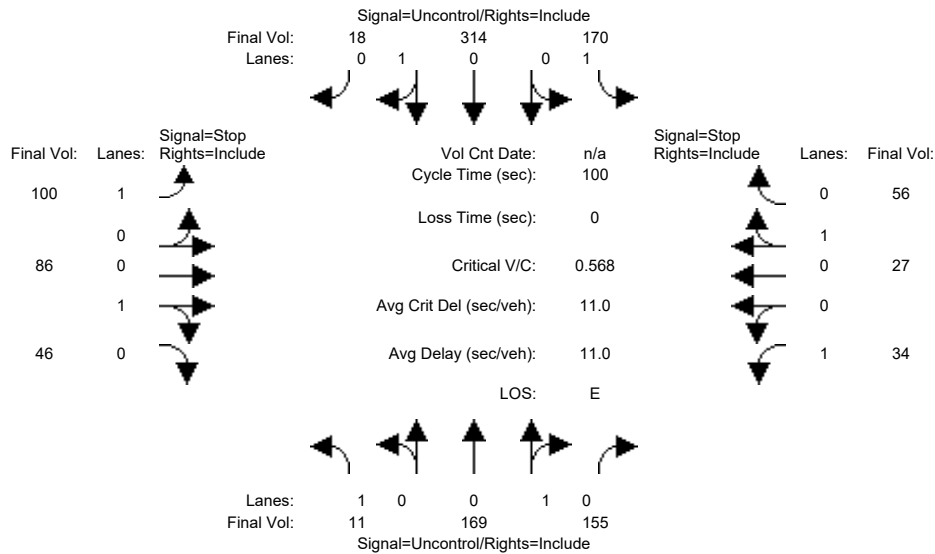 Signal=Uncontrol/Rights=Include
Final Vol: 18 314 170
Lanes: 0 1 0 0 1
Signal=Stop
Final Vol: Lanes: Rights=Include
Vol Cnt Date: n/a
Signal=Stop
Rights=Include Lanes: Final Vol:
Cycle Time (sec): 100
100 1
0 56
Loss Time (sec): 0
0
1
86 0
Critical V/C: 0.568
0 27
1
Avg Crit Del (sec/veh): 11.0
0
46 0
Avg Delay (sec/veh): 11.0
1 34
LOS: E
Lanes: 1 0 0 1 0
Final Vol: 11 169 155
Signal=Uncontrol/Rights=Include